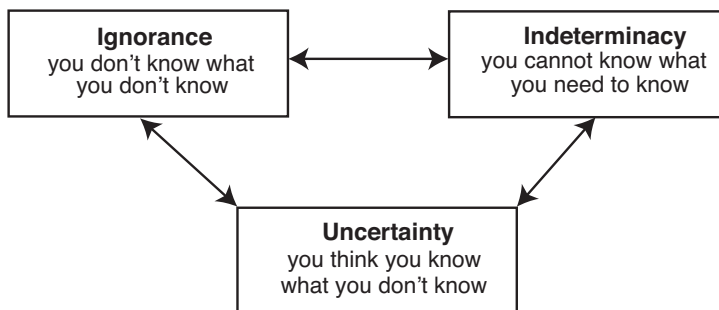 Ignorance
you don’t know what
you don’t know
Indeterminacy
you cannot know what
you need to know
Uncertainty
you think you know
what you don’t know